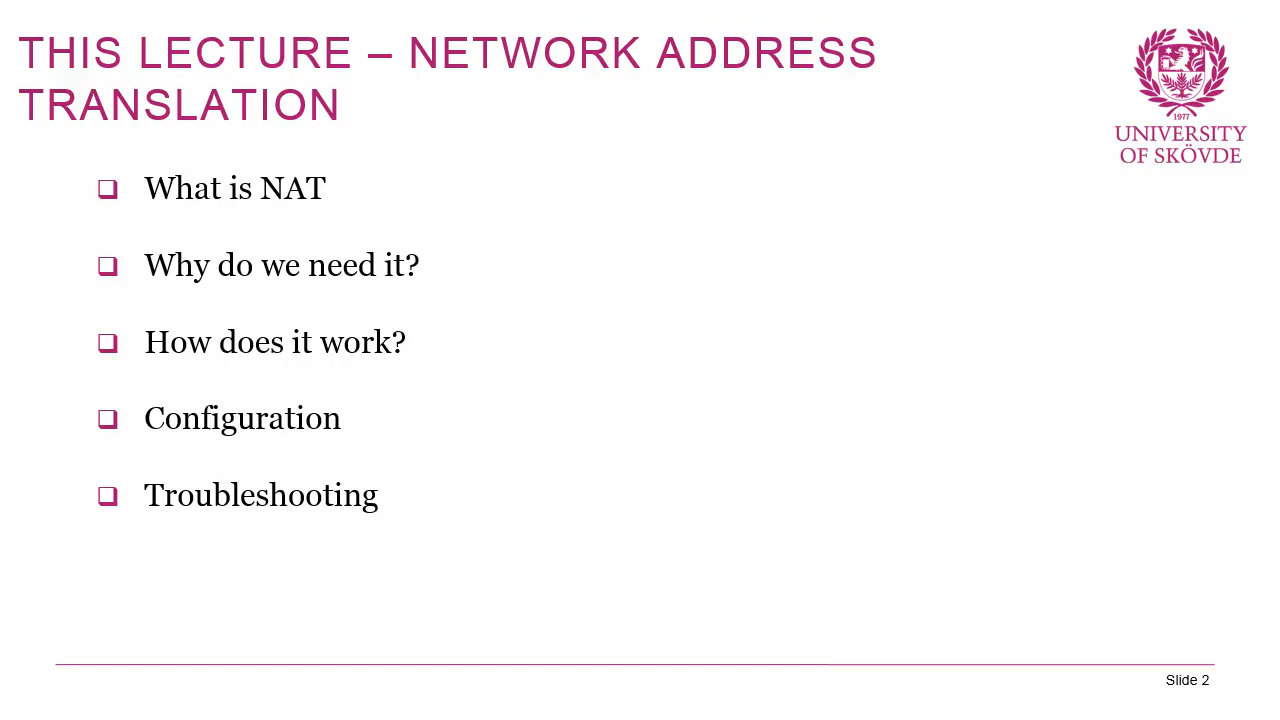 THIS LECTURE – NETWORK ADDRESS
TRANSLATION
1977
UNIVERSITY
OF SKÖVDE
What is NAT
Why do we need it?
How does it work?
Configuration
Troubleshooting
Slide 2